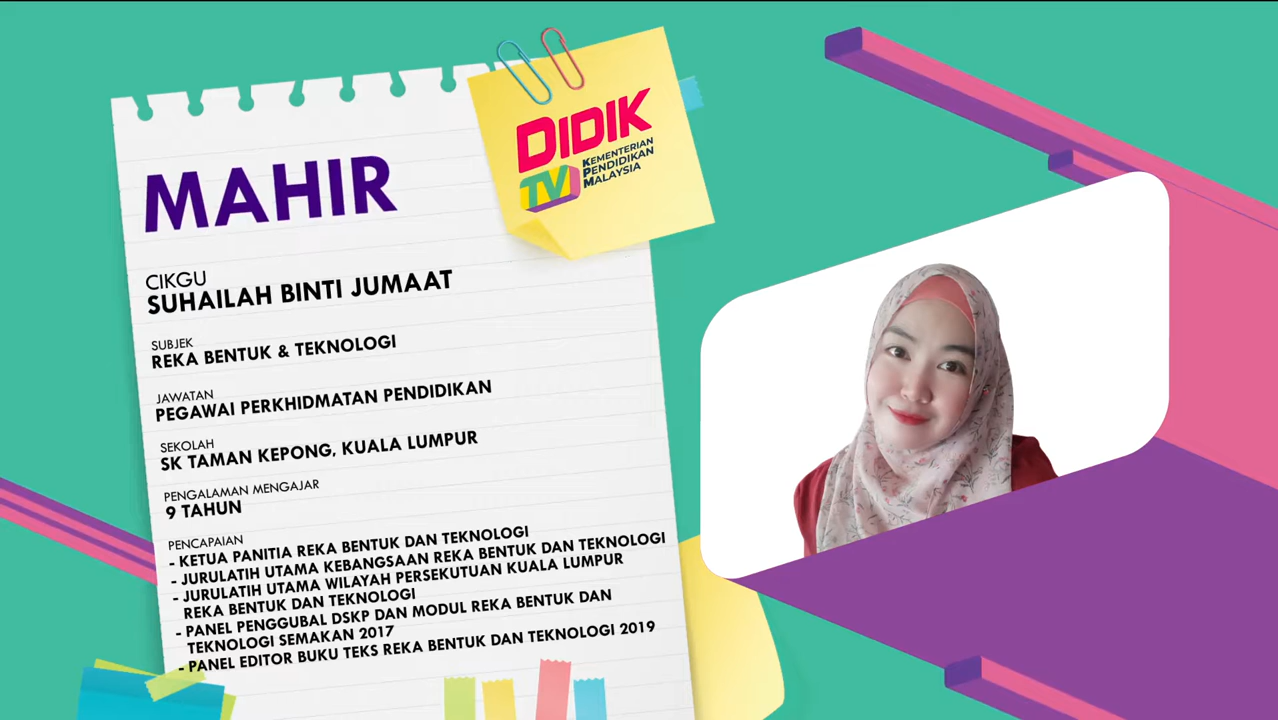 DIDIK
TV
KEMENTERIAN
PENDIDIKAN
MALAYSIA
MAHIR
CIKGU
SUHAILAH BINTI JUMAAT
SUBJEK
REKA BENTUK & TEKNOLOGI
JAWATAN
PEGAWAI PERKHIDMATAN PENDIDIKAN
SEKOLAH
SK TAMAN KEPONG, KUALA LUMPUR
PENGALAMAN MENGAJAR
9 TAHUN
PENCAPAIAN
- KETUA PANITIA REKA BENTUK DAN TEKNOLOGI
- JURULATIH UTAMA KEBANGSAAN REKA BENTUK DAN TEKNOLOGI
- JURULATIH UTAMA WILAYAH PERSEKUTUAN KUALA LUMPUR
REKA BENTUK DAN TEKNOLOGI
- PANEL PENGGUBAL DSKP DAN MODUL REKA BENTUK DAN
TEKNOLOGI SEMAKAN 2017
- PANEL EDITOR BUKU TEKS REKA BENTUK DAN TEKNOLOGI 2019